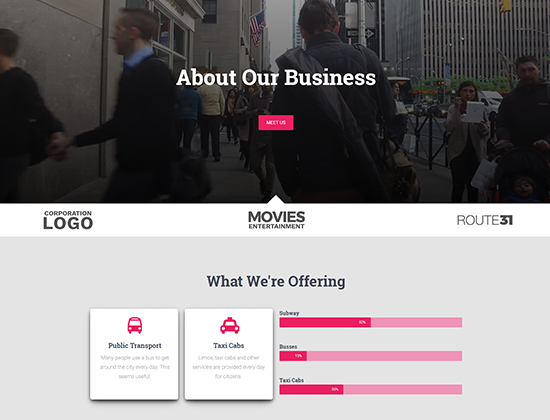 About Our Business
MEET US
CORPORATION
LOGO
MOVIES
ENTERTAINMENT
ROUTE31
What We're Offering
Public Transport
Many people use a bus to get
around the city every day. This
seems useful.
Taxi Cabs
Limos, taxi cabs and other
services are provided every day
for citizens.
Subway
50%
Busses
15%
Taxi Cabs